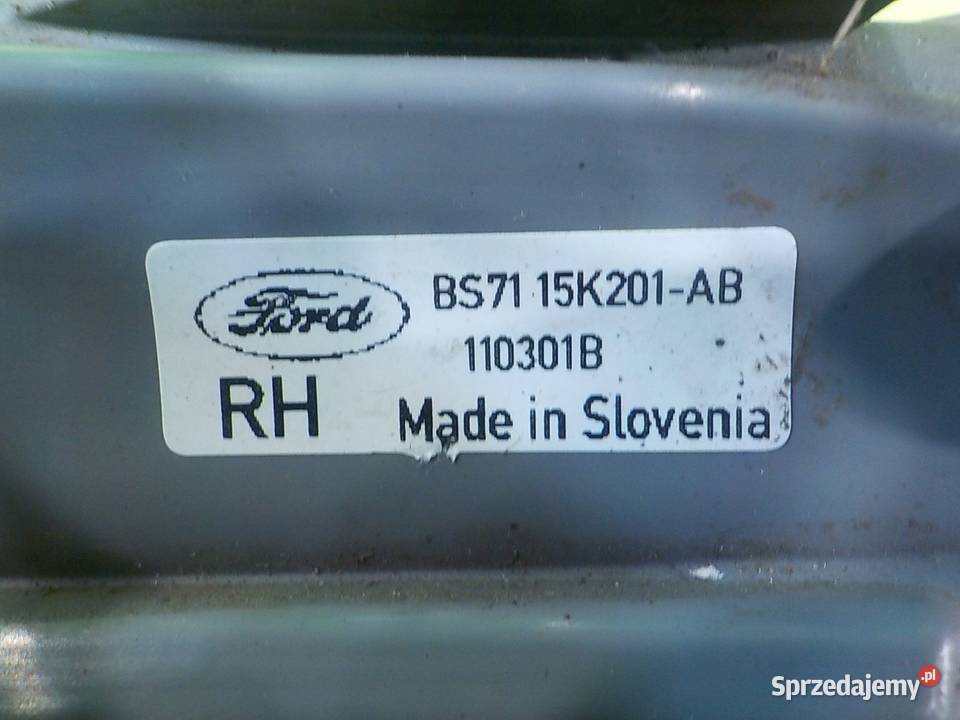 Ford
BS71 15K201-AB
110301B
RH
Made in Slovenia
Sprzedajemy.pl